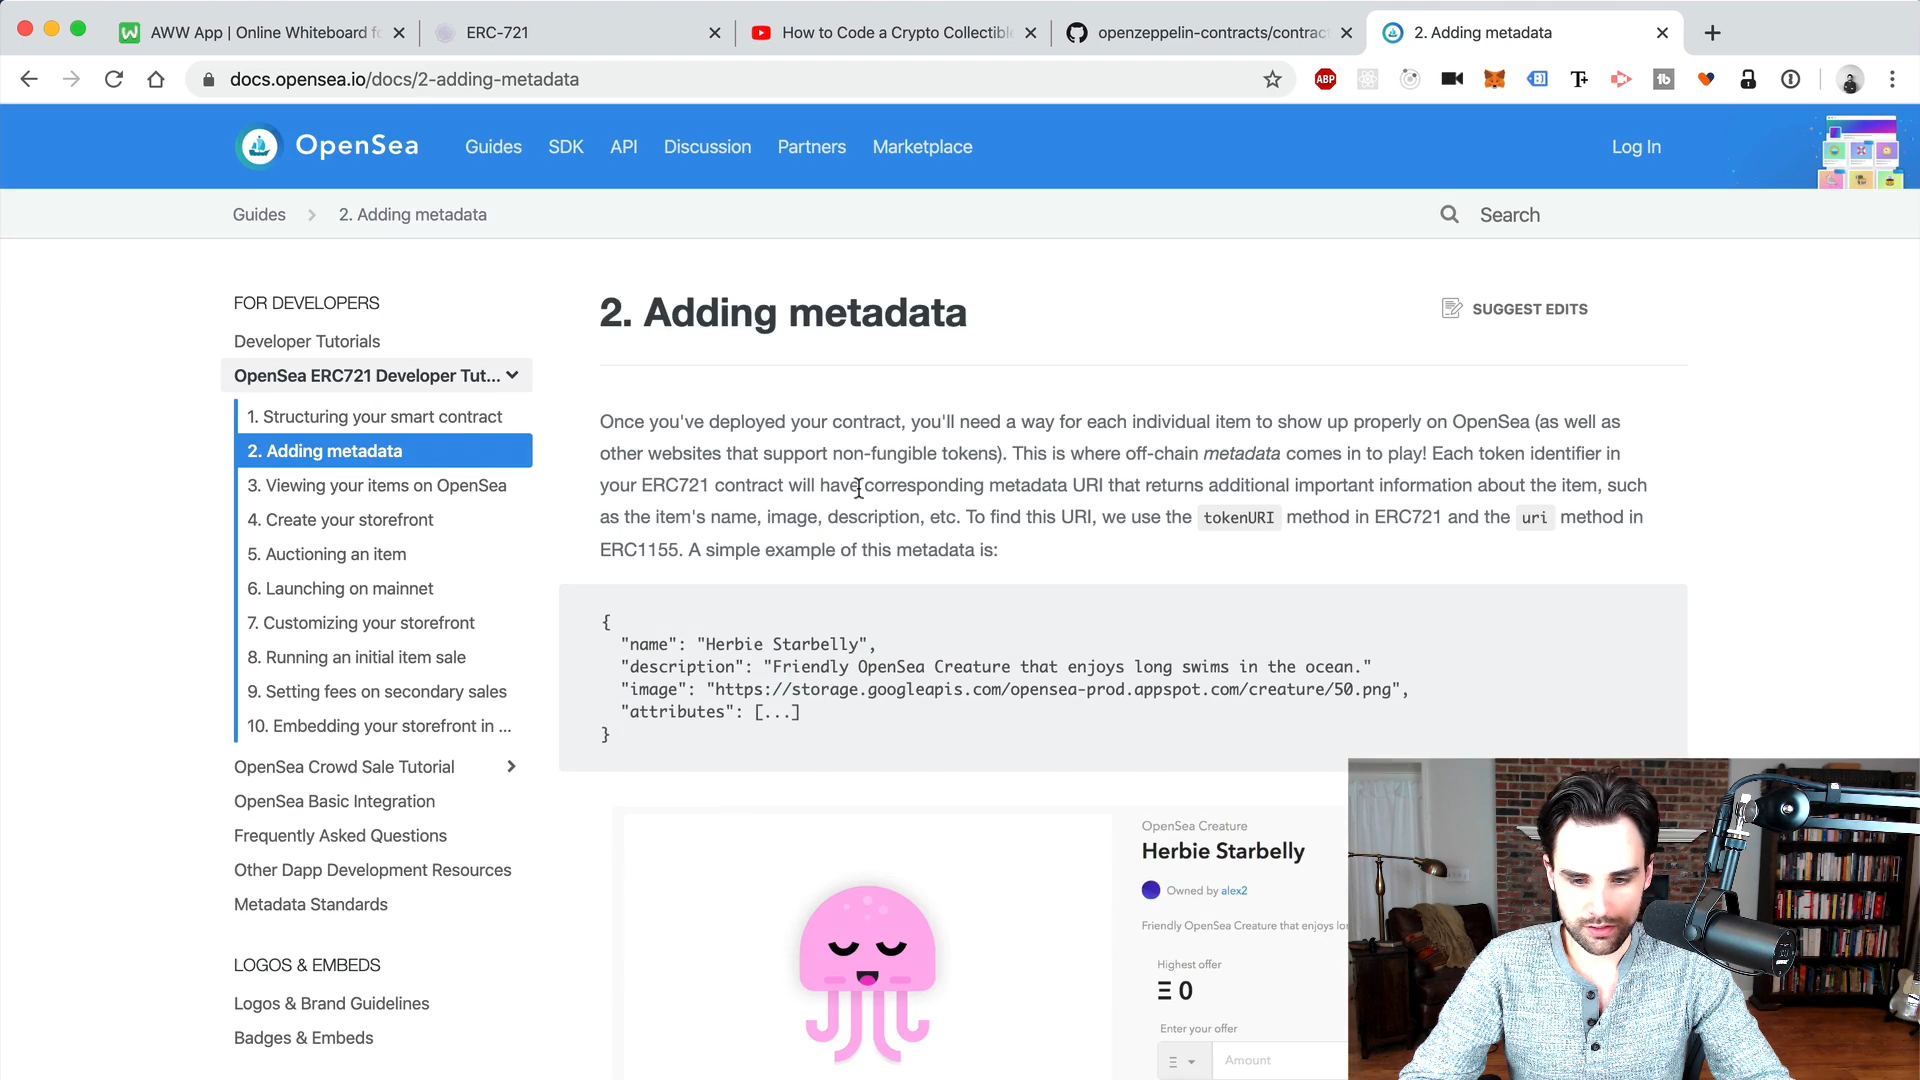 AWW App | Online Whiteboard fo
ERC-721
How to Code a Crypto Collectible
openzeppelin-contracts/contrac
2. Adding metadata
docs.opensea.io/docs/2-adding-metadata
ABP
OpenSea
Guides
SDK
API
Discussion
Partners
Marketplace
Log In
Guides
2. Adding metadata
Search
FOR DEVELOPERS
Developer Tutorials
OpenSea ERC721 Developer Tut...
1. Structuring your smart contract
2. Adding metadata
3. Viewing your items on OpenSea
4. Create your storefront
5. Auctioning an item
6. Launching on mainnet
7. Customizing your storefront
8. Running an initial item sale
9. Setting fees on secondary sales
10. Embedding your storefront in ...
OpenSea Crowd Sale Tutorial
OpenSea Basic Integration
Frequently Asked Questions
Other Dapp Development Resources
Metadata Standards
LOGOS & EMBEDS
Logos & Brand Guidelines
Badges & Embeds
2. Adding metadata
SUGGEST EDITS
Once you've deployed your contract, you'll need a way for each individual item to show up properly on OpenSea (as well as
other websites that support non-fungible tokens). This is where off-chain metadata comes in to play! Each token identifier in
your ERC721 contract will have corresponding metadata URI that returns additional important information about the item, such
as the item's name, image, description, etc. To find this URI, we use the tokenURI method in ERC721 and the uri method in
ERC1155. A simple example of this metadata is:
{
"name": "Herbie Starbelly",
"description": "Friendly OpenSea Creature that enjoys long swims in the ocean."
"image": "https://storage.googleapis.com/opensea-prod.appspot.com/creature/50.png",
"attributes": [...]
}
OpenSea Creature
Herbie Starbelly
Owned by alex2
Friendly OpenSea Creature that enjoys lon
Highest offer
Ξ 0
Enter your offer
Ξ
Amount